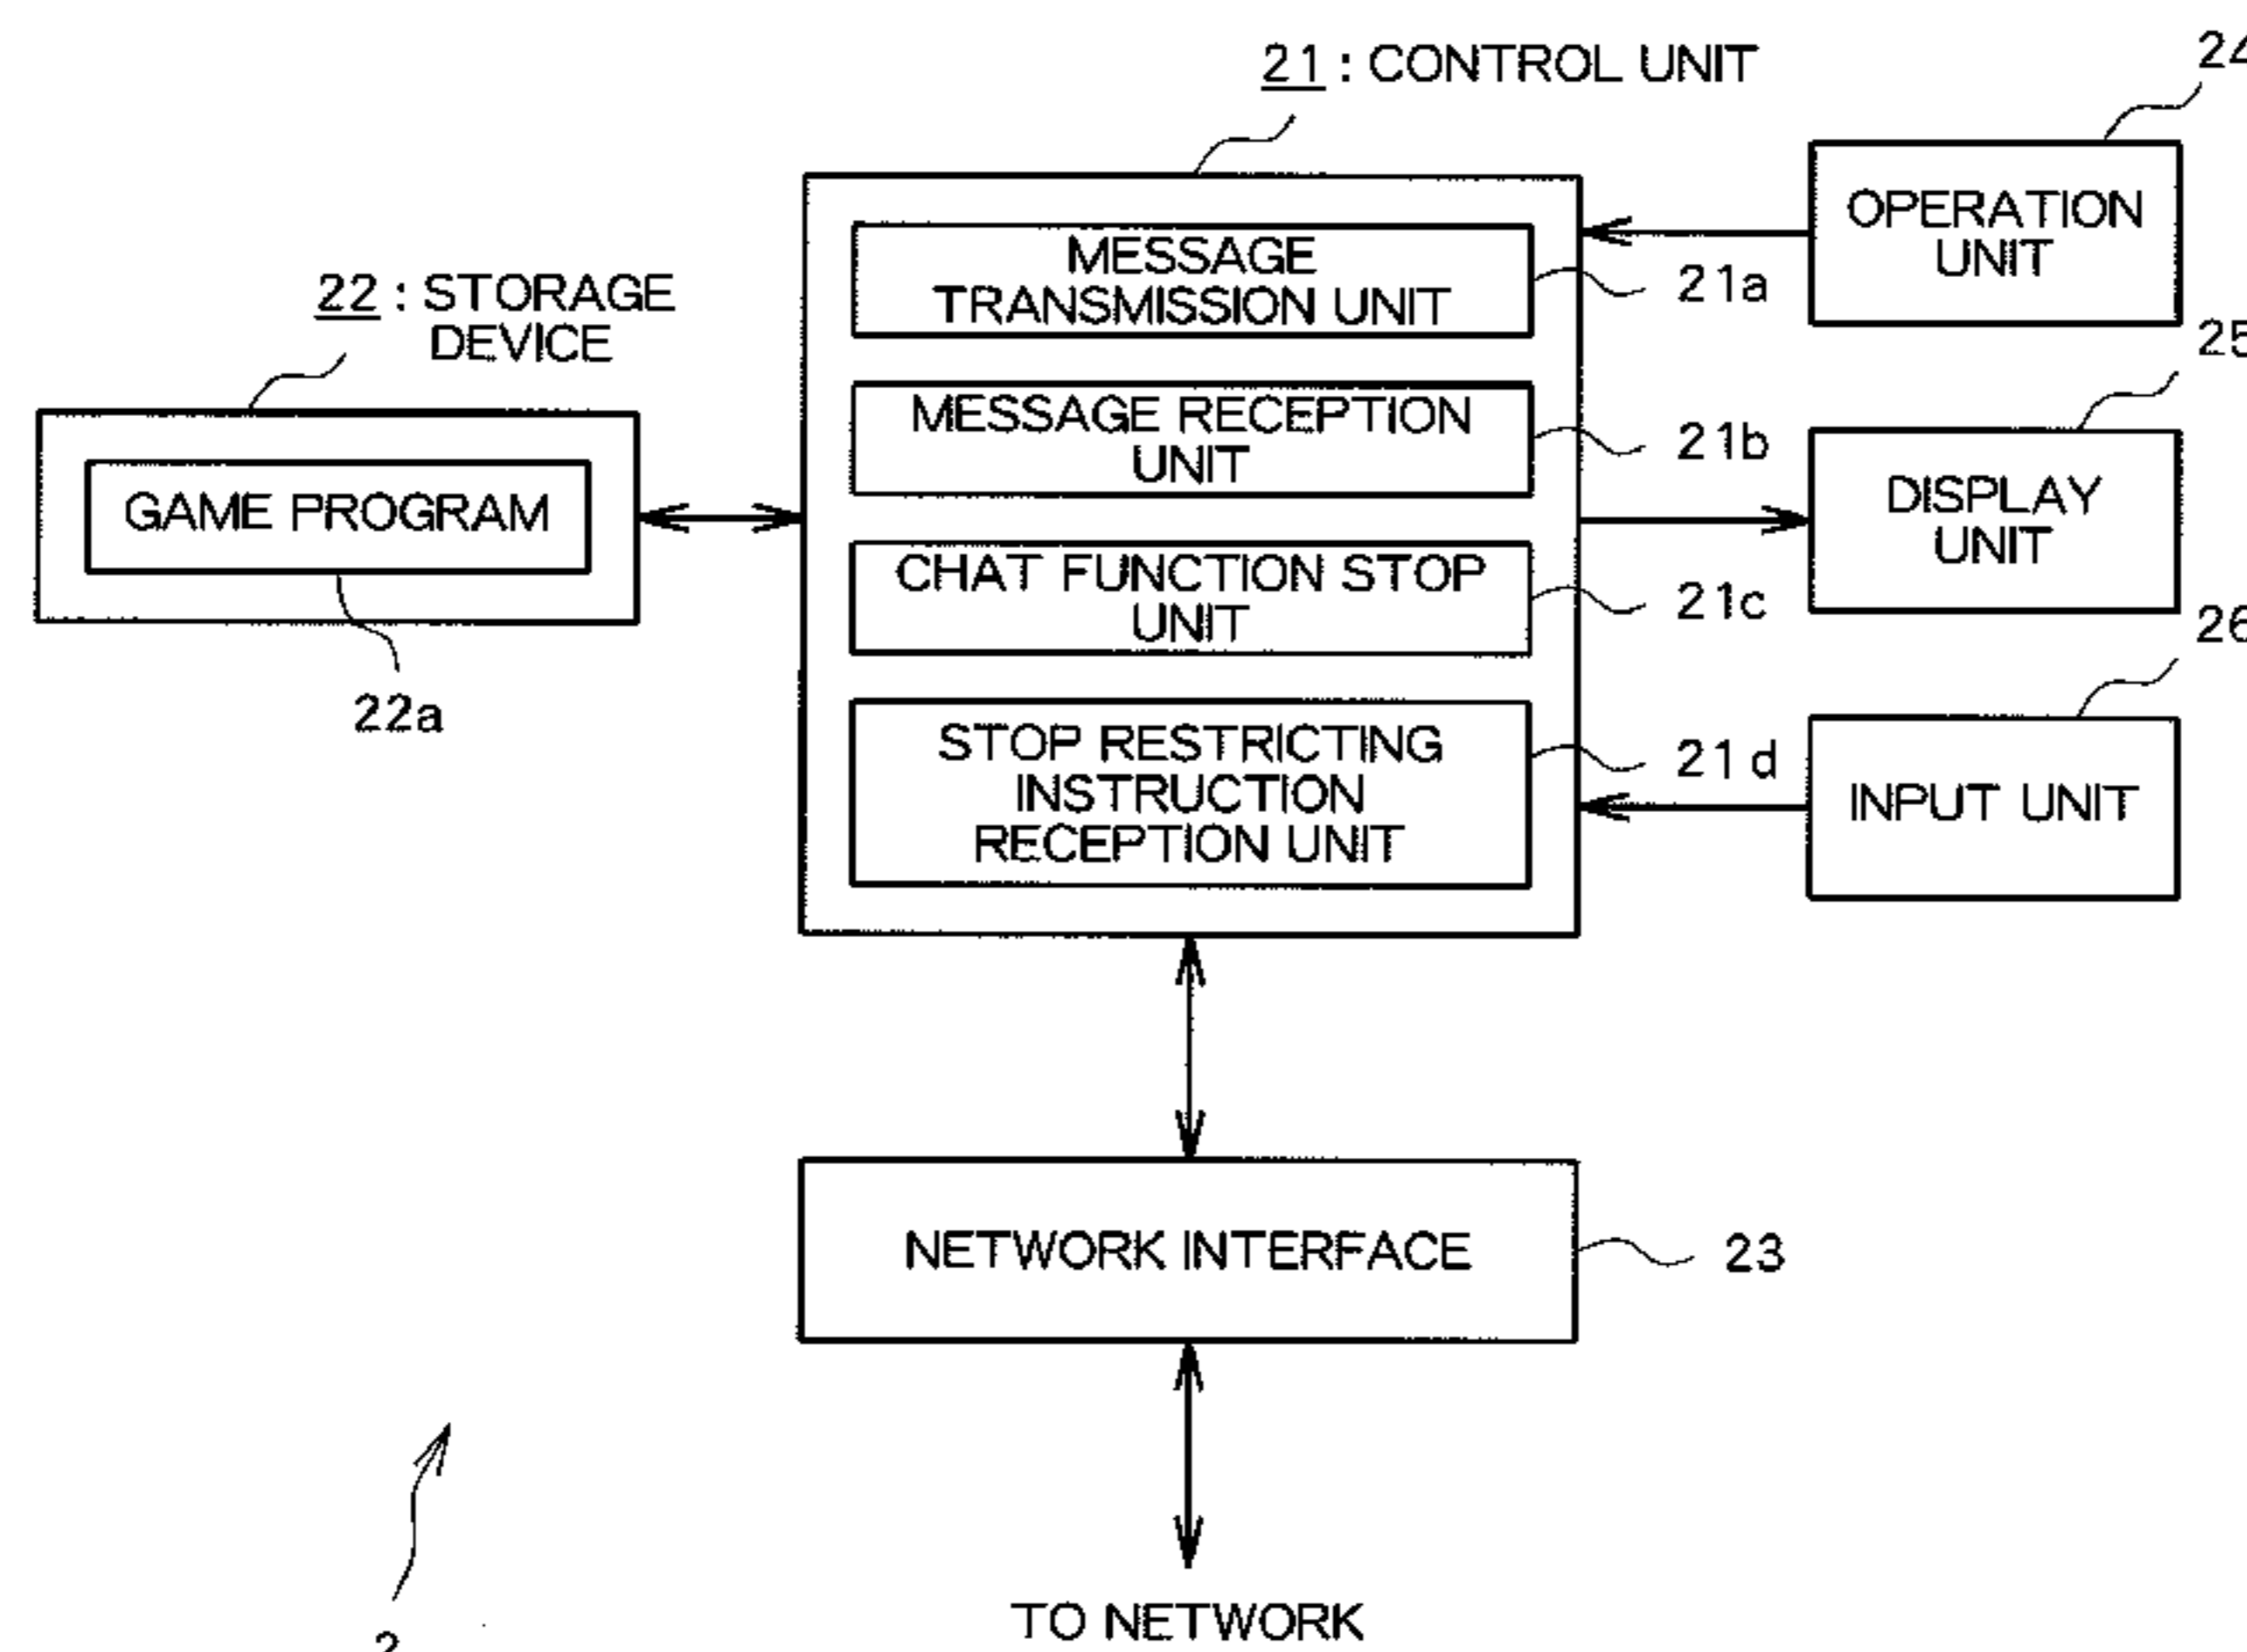 21 : CONTROL UNIT
24
OPERATION
UNIT
MESSAGE
TRANSMISSION UNIT
21a
22 : STORAGE
DEVICE
25
MESSAGE RECEPTION
UNIT
21b
GAME PROGRAM
DISPLAY
UNIT
CHAT FUNCTION STOP
UNIT
21c
22a
26
STOP RESTRICTING
INSTRUCTION
RECEPTION UNIT
21d
INPUT UNIT
NETWORK INTERFACE
23
TO NETWORK
2